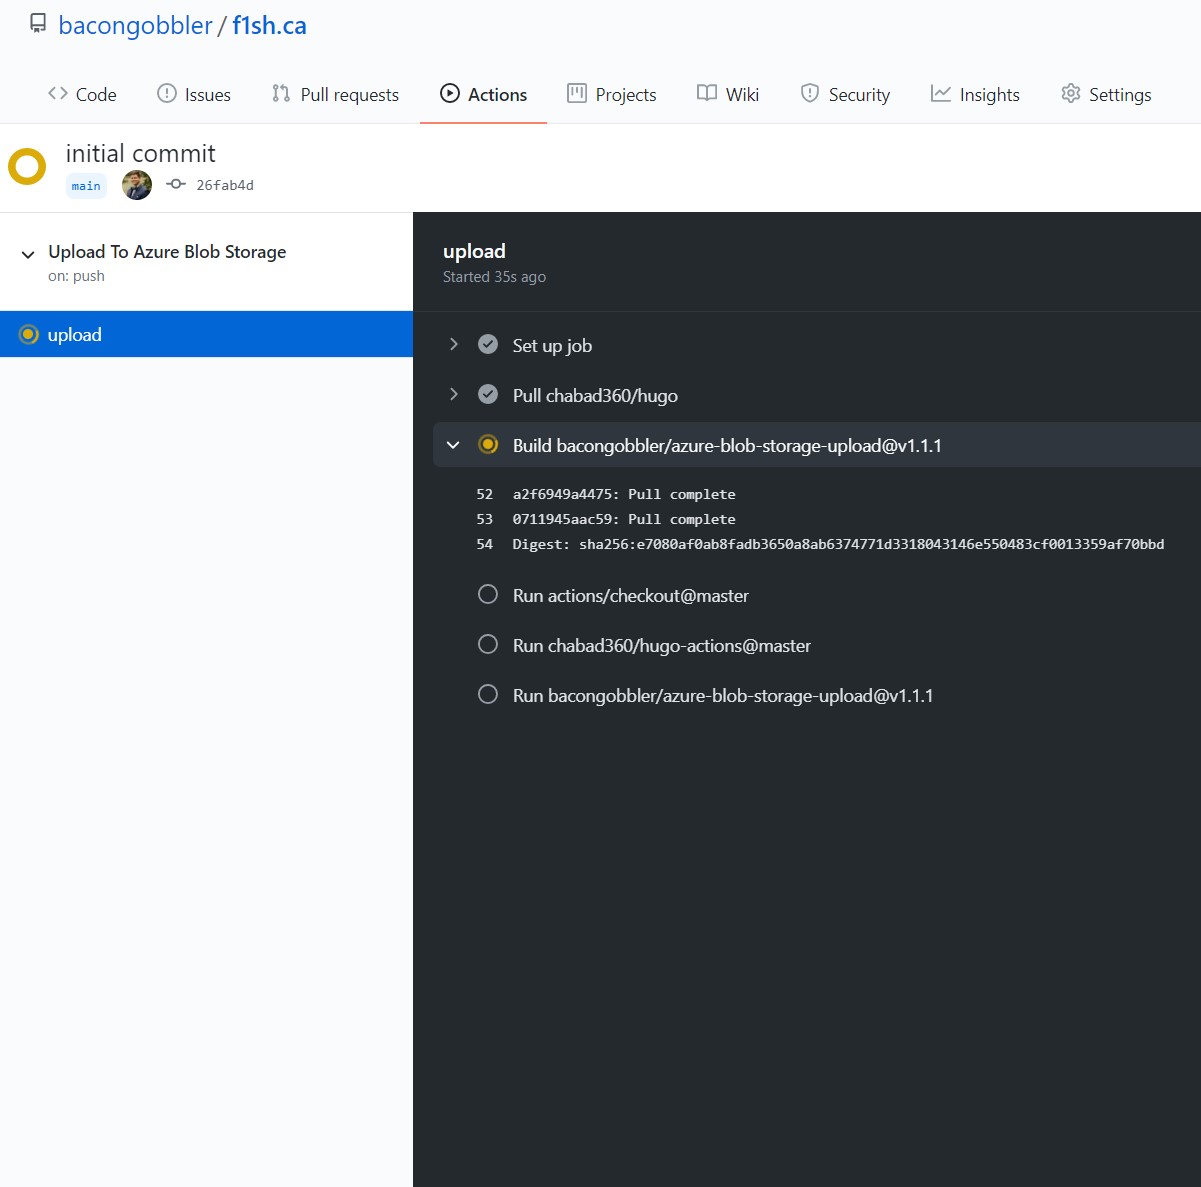 bacongobbler / f1sh.ca
Code Issues Pull requests Actions Projects Wiki Security Insights Settings
initial commit
main 26fab4d
Upload To Azure Blob Storage
on: push
upload
upload
Started 35s ago
Set up job
Pull chabad360/hugo
Build bacongobbler/azure-blob-storage-upload@v1.1.1
52 a2f6949a4475: Pull complete
53 0711945aac59: Pull complete
54 Digest: sha256:e7080af0ab8fadb3650a8ab6374771d3318043146e550483cf0013359af70bbd
Run actions/checkout@master
Run chabad360/hugo-actions@master
Run bacongobbler/azure-blob-storage-upload@v1.1.1